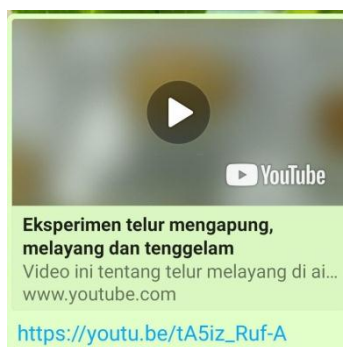 YouTube
Eksperimen telur mengapung,
melayang dan tenggelam
Video ini tentang telur melayang di ai...
www.youtube.com
https://youtu.be/tA5iz_Ruf-A